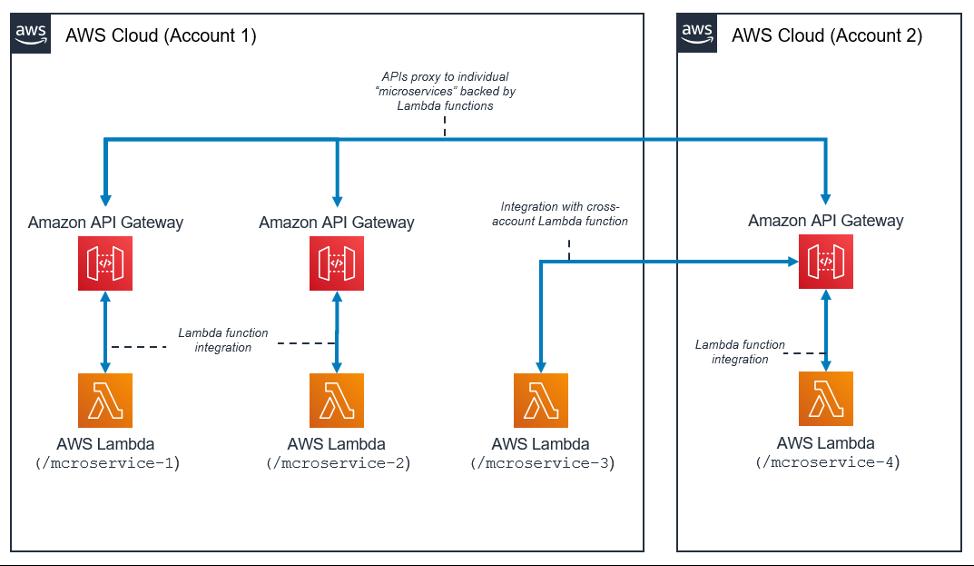 aws
AWS Cloud (Account 1)
aws
AWS Cloud (Account 2)
APIs proxy to individual
“microservices” backed by
Lambda functions
Integration with cross-
account Lambda function
Amazon API Gateway
Amazon API Gateway
Amazon API Gateway
Lambda function
integration
Lambda function
integration
AWS Lambda
(/mcroservice-1)
AWS Lambda
(/mcroservice-2)
AWS Lambda
(/mcroservice-3)
AWS Lambda
(/mcroservice-4)